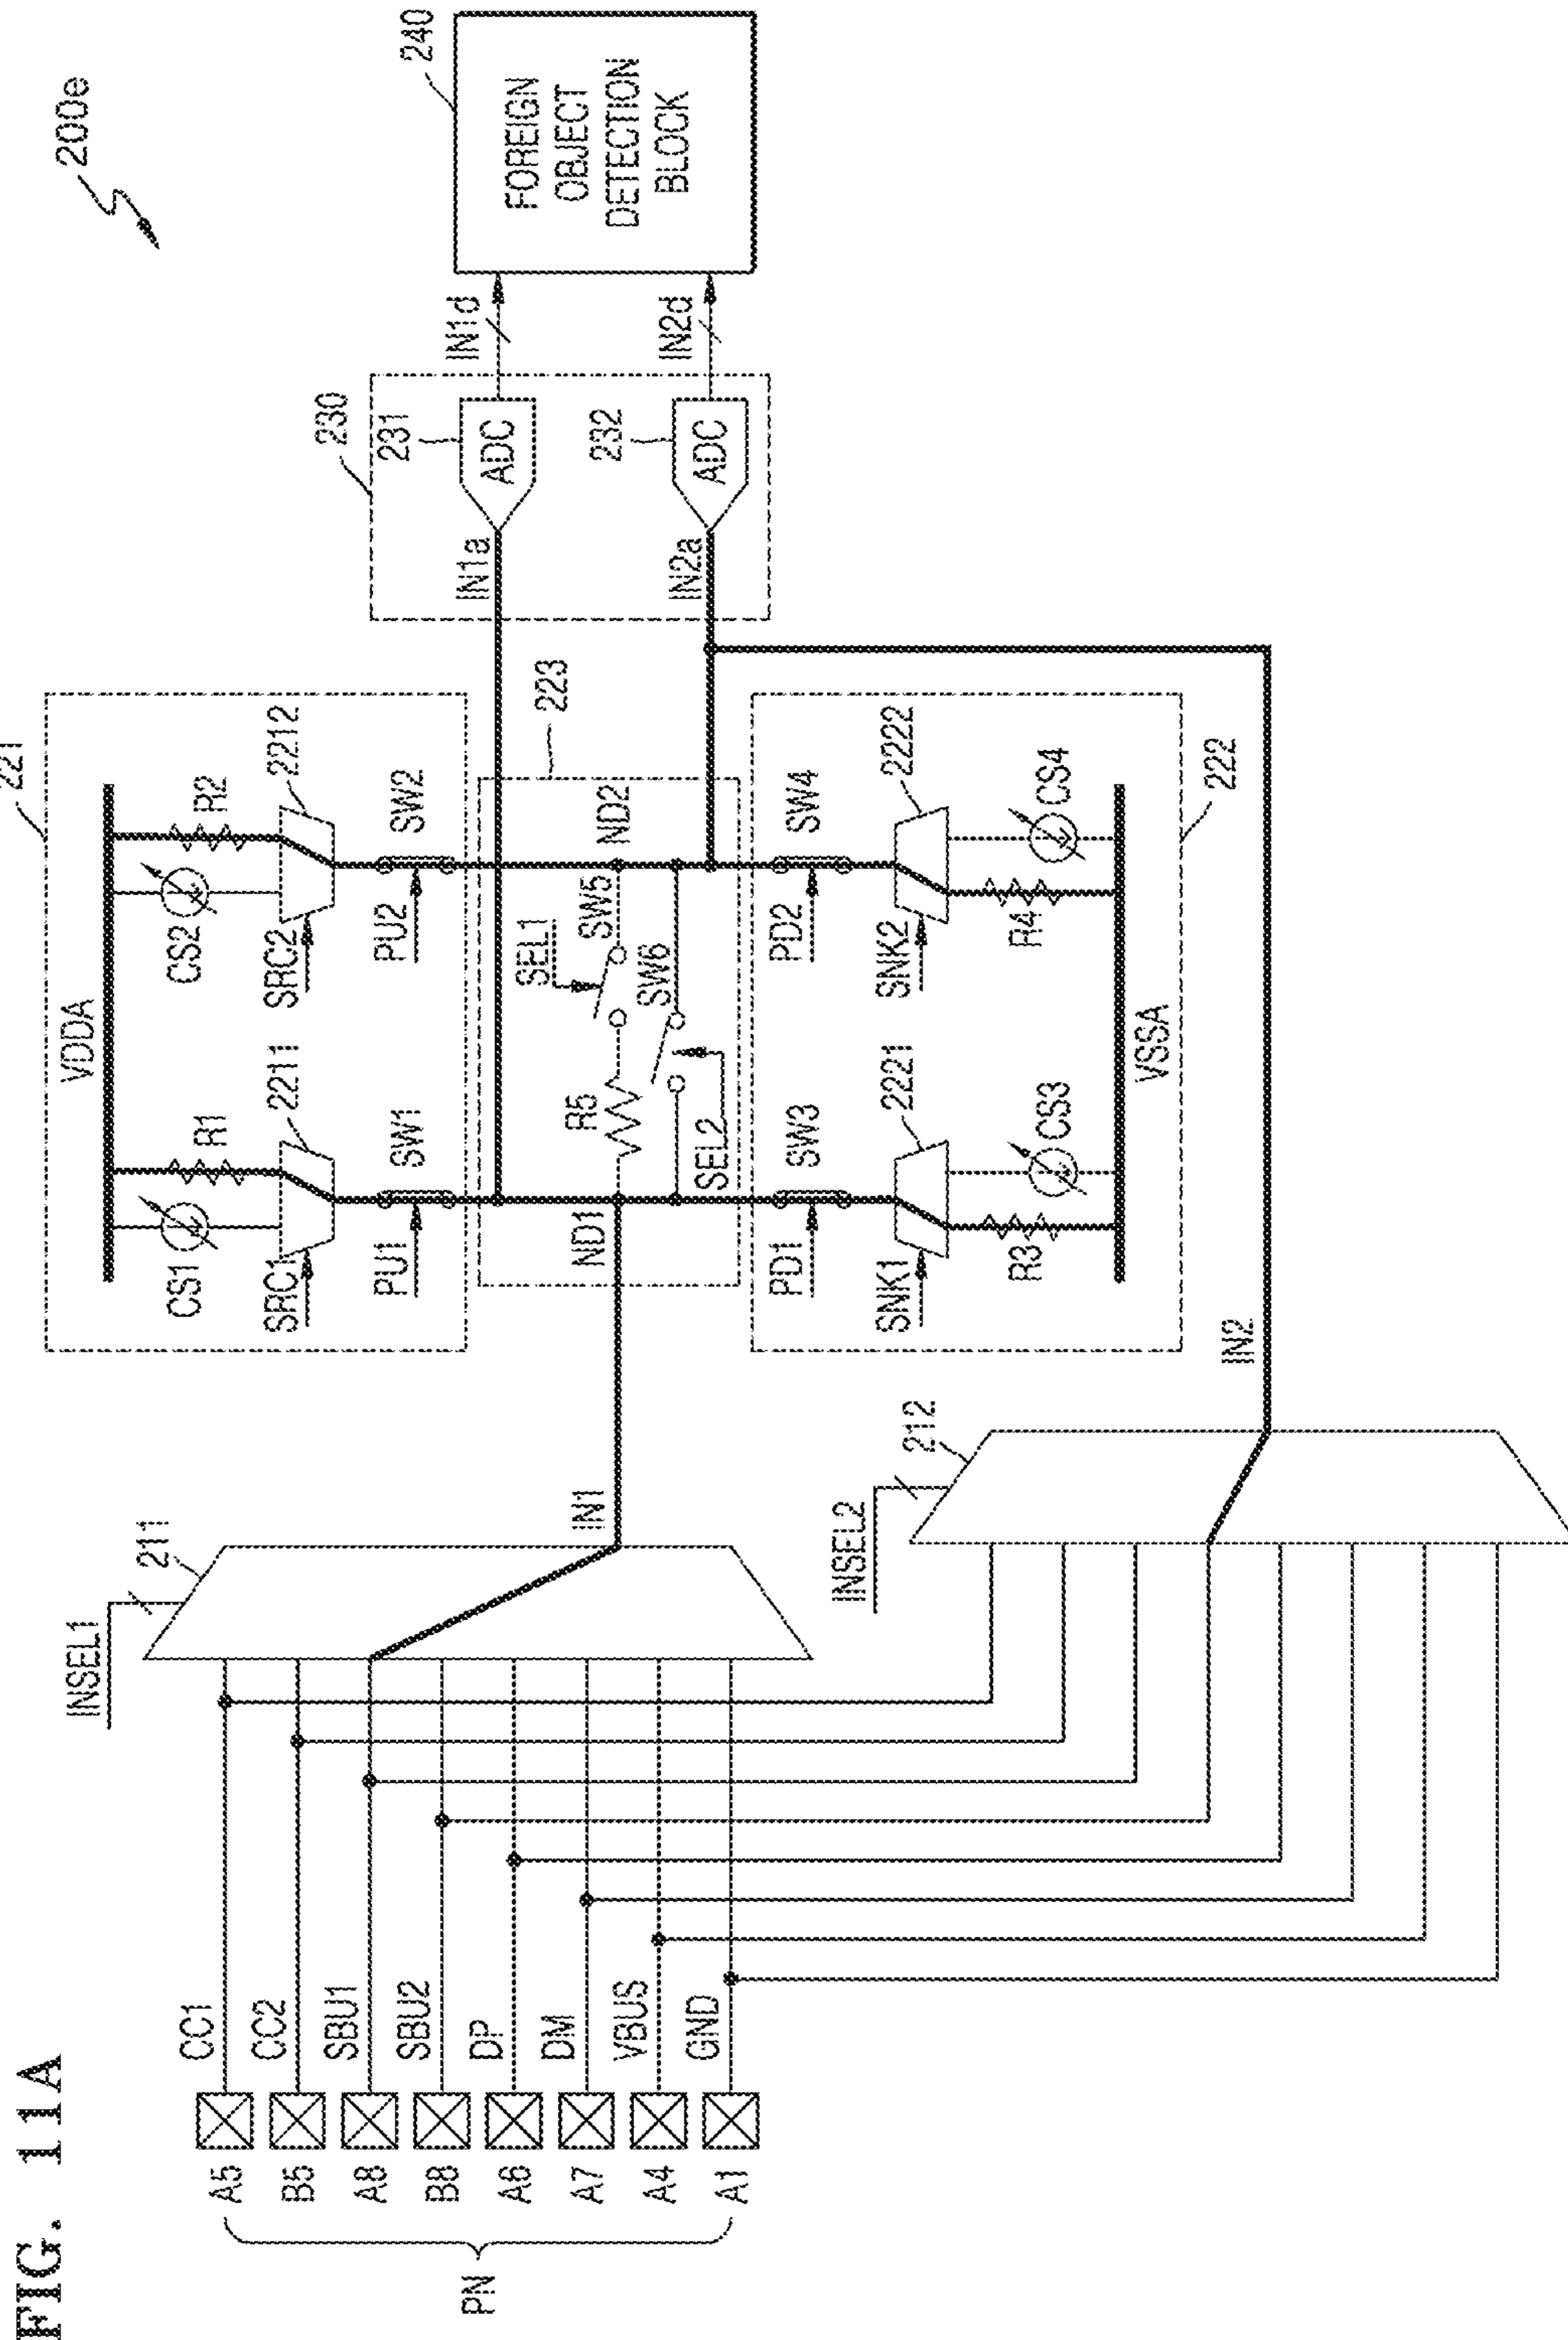 FIG. 11A
200e
221
VDDA
CS1
R1
CS2
R2
SRC1
2211
SRC2
2212
PU1
SW1
PU2
SW2
223
ND1
R5
SEL1
SW5
ND2
SEL2
SW6
PD1
SW3
PD2
SW4
SNK1
2221
SNK2
2222
R3
CS3
R4
CS4
VSSA
222
230
IN1a
231
ADC
IN1d
IN2a
232
ADC
IN2d
240
FOREIGN
OBJECT
DETECTION
BLOCK
INSEL1
211
IN1
INSEL2
212
IN2
PN
A5
CC1
B5
CC2
A8
SBU1
B8
SBU2
A6
DP
A7
DM
A4
VBUS
A1
GND